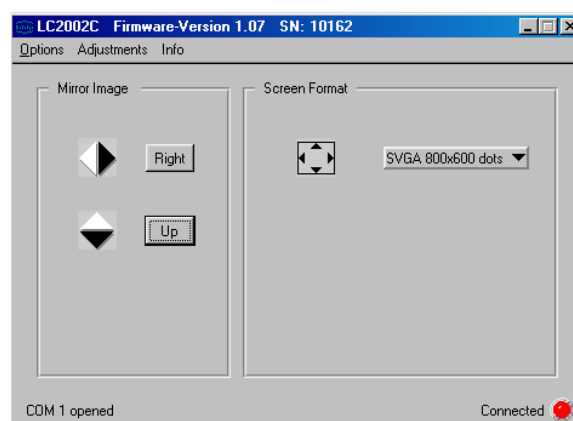 LC2002C Firmware-Version 1.07 SN: 10162
Options Adjustments Info
Mirror Image
Screen Format
Right
SVGA 800x600 dots
Up
COM 1 opened
Connected